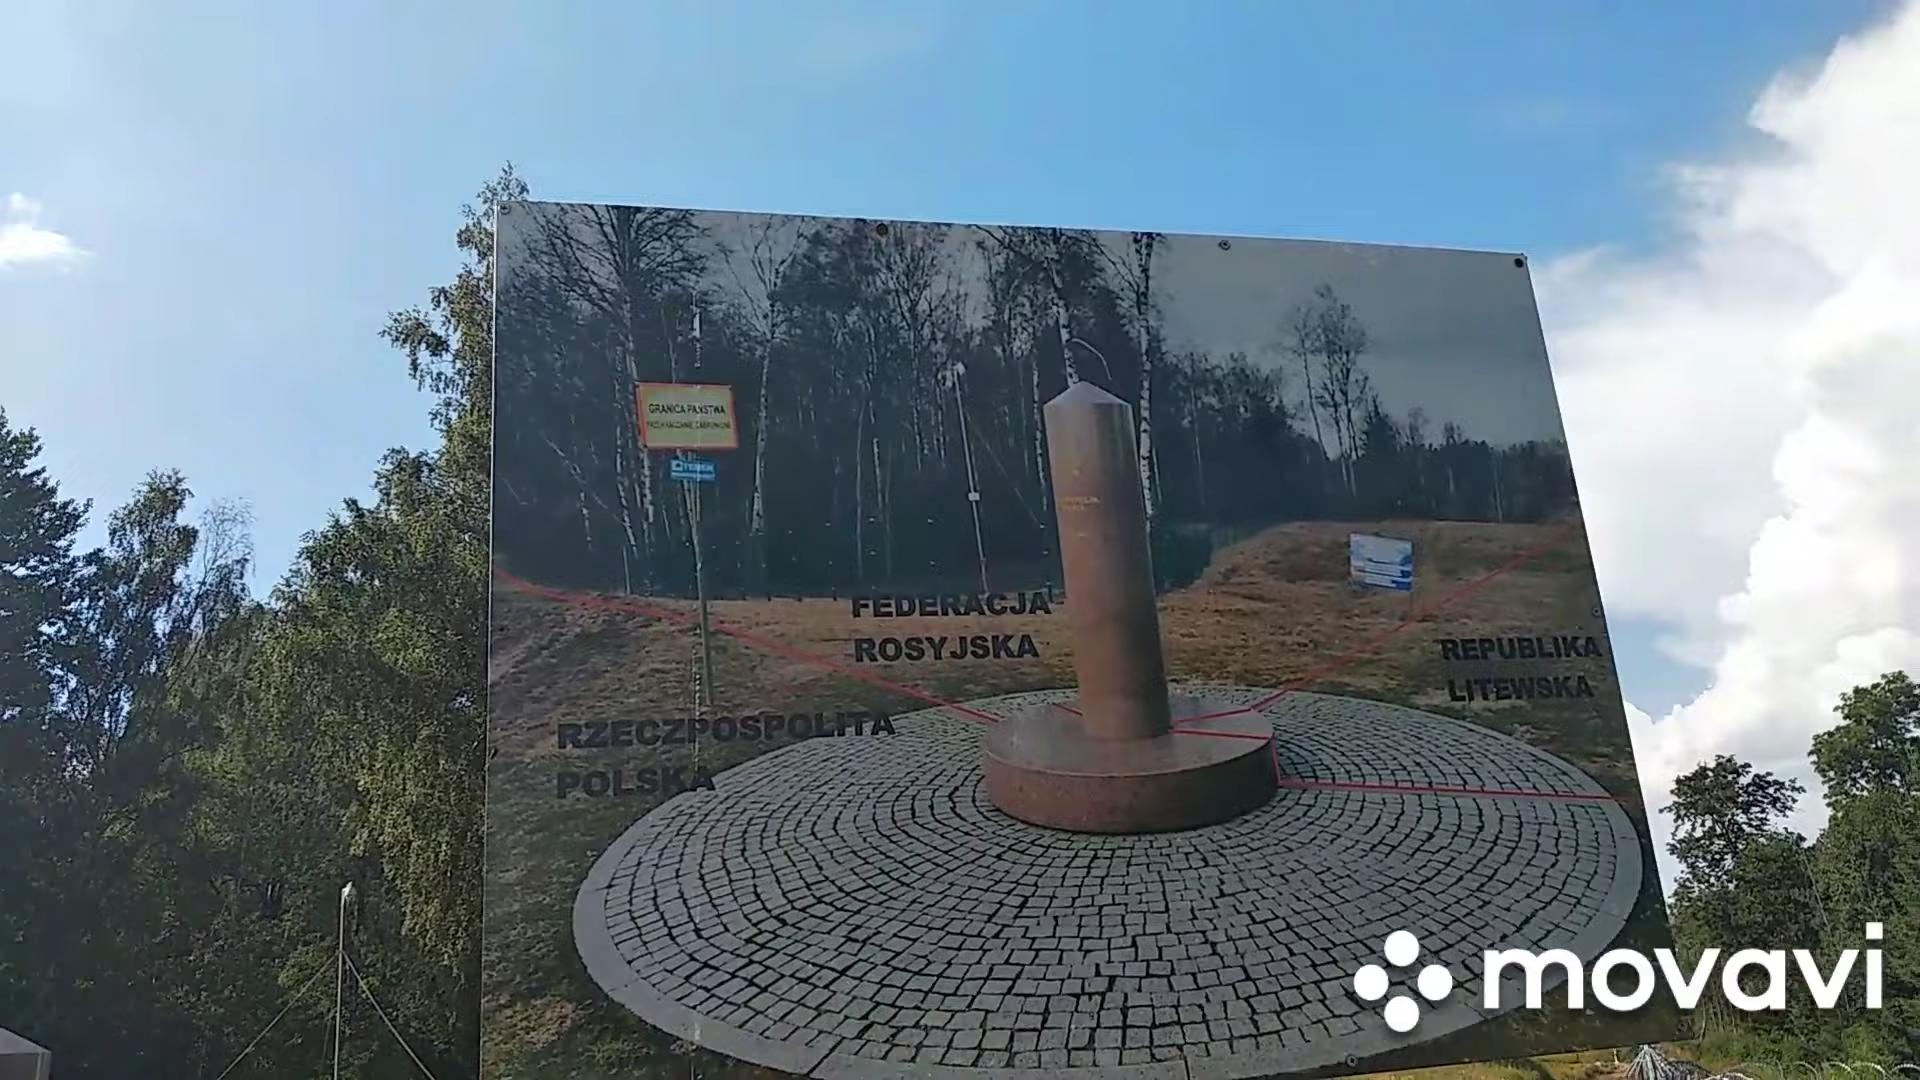 GRANICA PAŃSTWA
FEDERACJA
ROSYJSKA
REPUBLIKA
LITEWSKA
RZECZPOSPOLITA
POLSKA
movavi